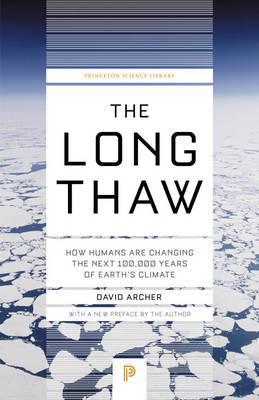 PRINCETON SCIENCE LIBRARY
THE
LONG
THAW
HOW HUMANS ARE CHANGING
THE NEXT 100,000 YEARS
OF EARTH'S CLIMATE
DAVID ARCHER
WITH A NEW PREFACE BY THE AUTHOR
P